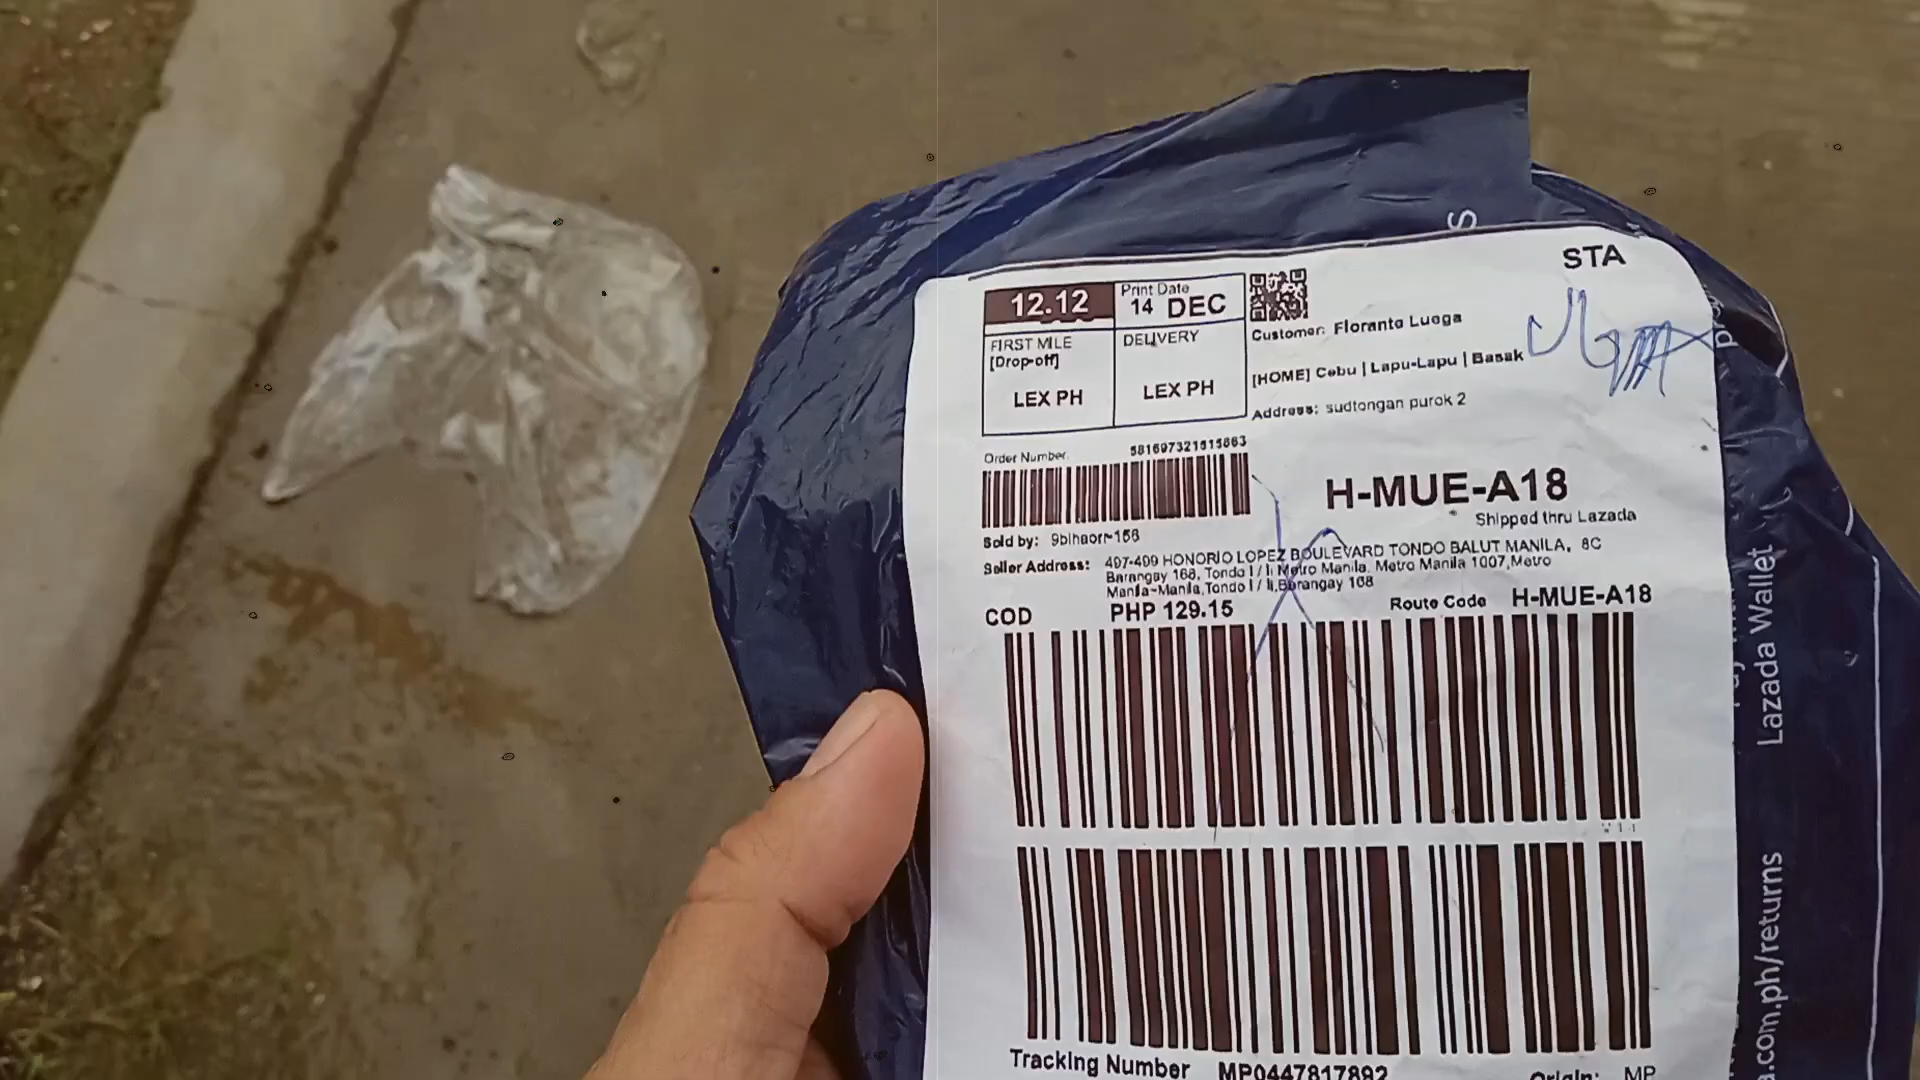 STA
12.12
Print Date
14 DEC
FIRST MILE
[Drop-off]
LEX PH
DELIVERY
LEX PH
Customer: Floranta Luega
[HOME] Cebu | Lapu-Lapu | Basak
Address: sudtongan purok 2
Order Number:
581697321515863
H-MUE-A18
Shipped thru Lazada
Sold by:
Seller Address: 497-499 HONORIO LOPEZ BOULEVARD TONDO BALUT MANILA, 8C
Barangay 168, Tondo I / Ii, Metro Manila, Metro Manila 1007, Metro
Manila~Manila, Tondo I / Ii, Barangay 168
COD PHP 129.15 Route Code H-MUE-A18
Tracking Number MP0447817892 Origin: MP
Lazada Wallet
a.com.ph/returns